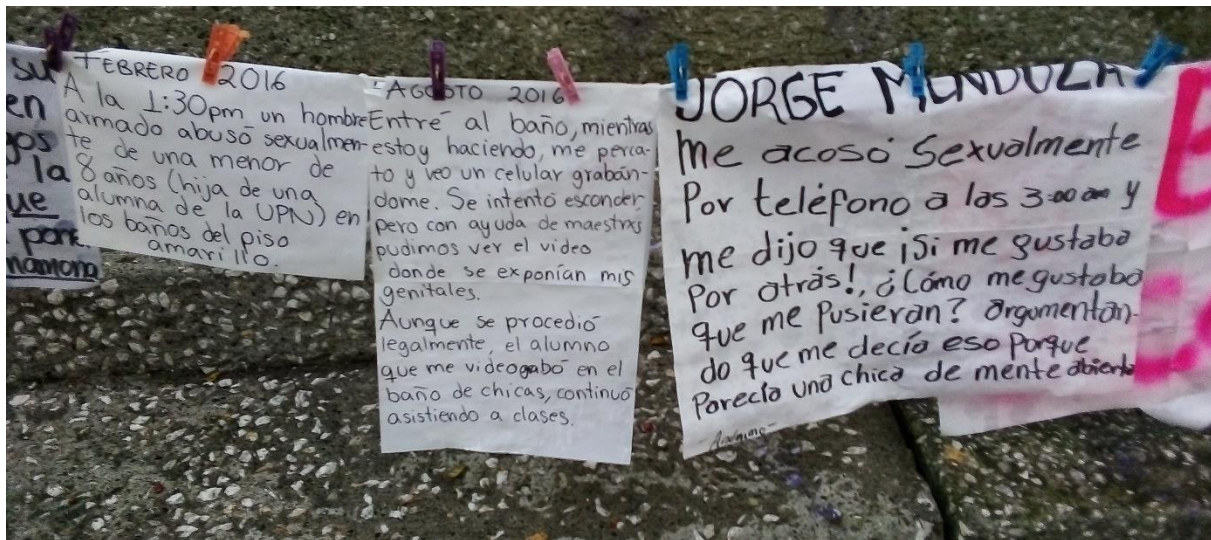 su
en
la
ue
FEBRERO 2016
A la 1:30pm un hombre
armado abusó sexualmen-
te de una menor de
8 años (hija de una
alumna de la UPN) en
los baños del piso
amarillo.
AGOSTO 2016
Entré al baño, mientras
estoy haciendo, me perca-
to y veo un celular grabán-
dome. Se intentó esconder
pero con ayuda de maestras
pudimos ver el video
donde se exponían mis
genitales.
Aunque se procedió
legalmente, el alumno
que me videogabó en el
baño de chicas, continuó
asistiendo a clases.
JORGE MENDOZA
me acosó Sexualmente
Por teléfono a las 3:00 am y
me dijo que ¡Si me gustaba
Por atrás!, ¿Cómo me gustaba
que me Pusieran? argumentan-
do que me decía eso porque
Parecía una chica de mente abierta